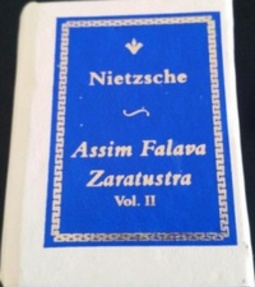 Nietzsche
Assim Falava
Zaratustra
Vol. II